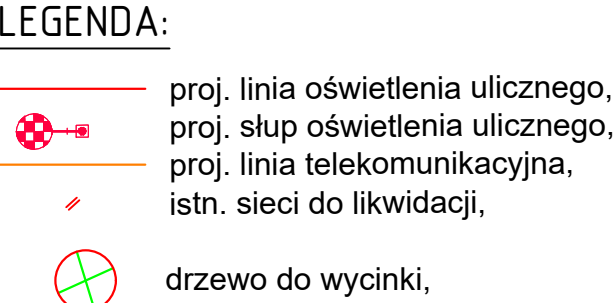 LEGENDA:
proj. linia oświetlenia ulicznego,
proj. słup oświetlenia ulicznego,
proj. linia telekomunikacyjna,
istn. sieci do likwidacji,
drzewo do wycinki,